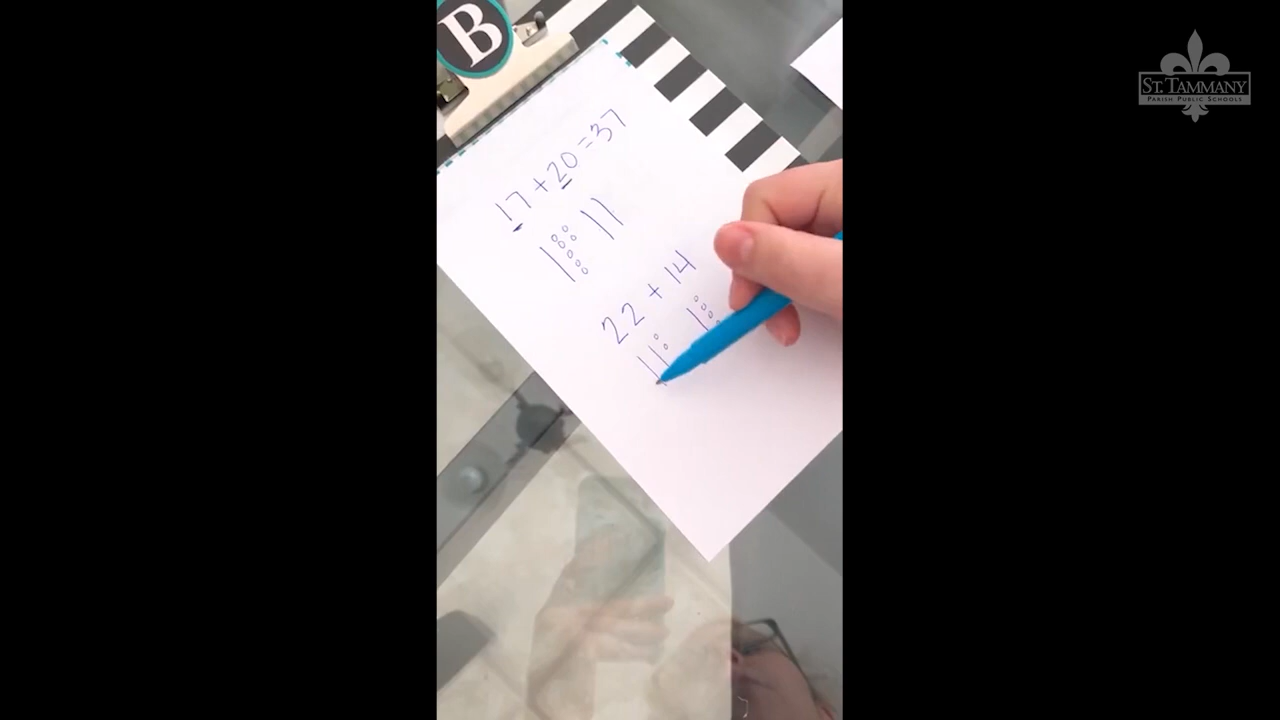 B
ST. TAMMANY
PARISH PUBLIC SCHOOLS
17 + 20 = 37
22 + 14